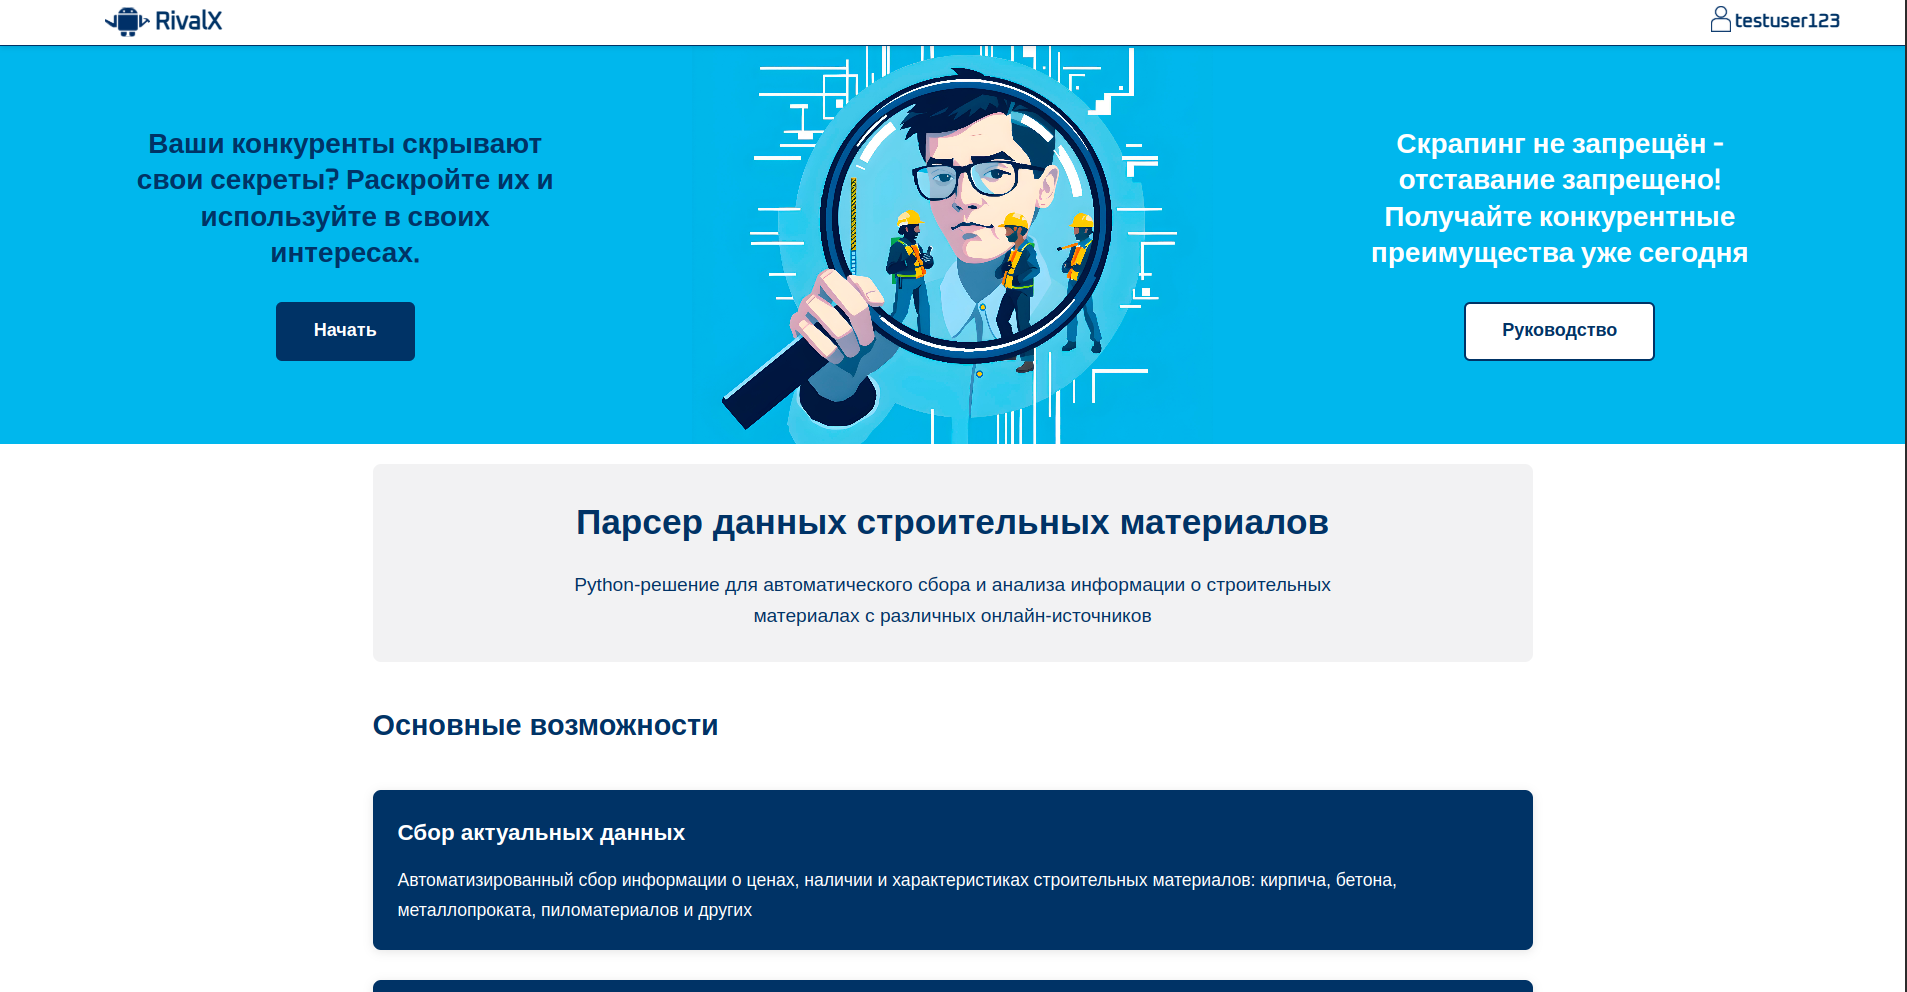 RivalX
testuser123
Ваши конкуренты скрывают
свои секреты? Раскройте их и
используйте в своих
интересах.
Начать
Скрапинг не запрещён -
отставание запрещено!
Получайте конкурентные
преимущества уже сегодня
Руководство
Парсер данных строительных материалов
Python-решение для автоматического сбора и анализа информации о строительных
материалах с различных онлайн-источников
Основные возможности
Сбор актуальных данных
Автоматизированный сбор информации о ценах, наличии и характеристиках строительных материалов: кирпича, бетона,
металлопроката, пиломатериалов и других